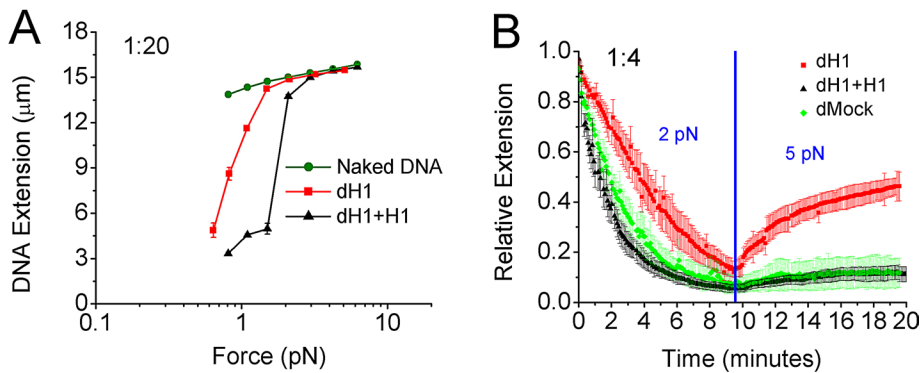 A
1:20
DNA Extension (μm)
18
15
12
9
6
3
0
Naked DNA
dH1
dH1+H1
0.1
1
10
Force (pN)
B
1:4
Relative Extension
1.0
0.8
0.6
0.4
0.2
0.0
dH1
dH1+H1
dMock
2 pN
5 pN
0 2 4 6 8 10 12 14 16 18 20
Time (minutes)